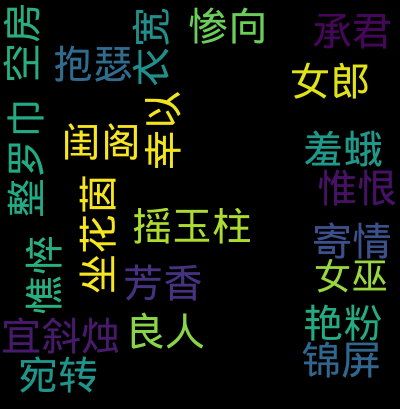 空房
衣宽
惨向
承君
抱瑟
女郎
整罗巾
闺阁
宰以
羞蛾
惟恨
坐花茵
摇玉柱
寄情
憔悴
芳香
女巫
宜斜烛
良人
艳粉
锦屏
宛转